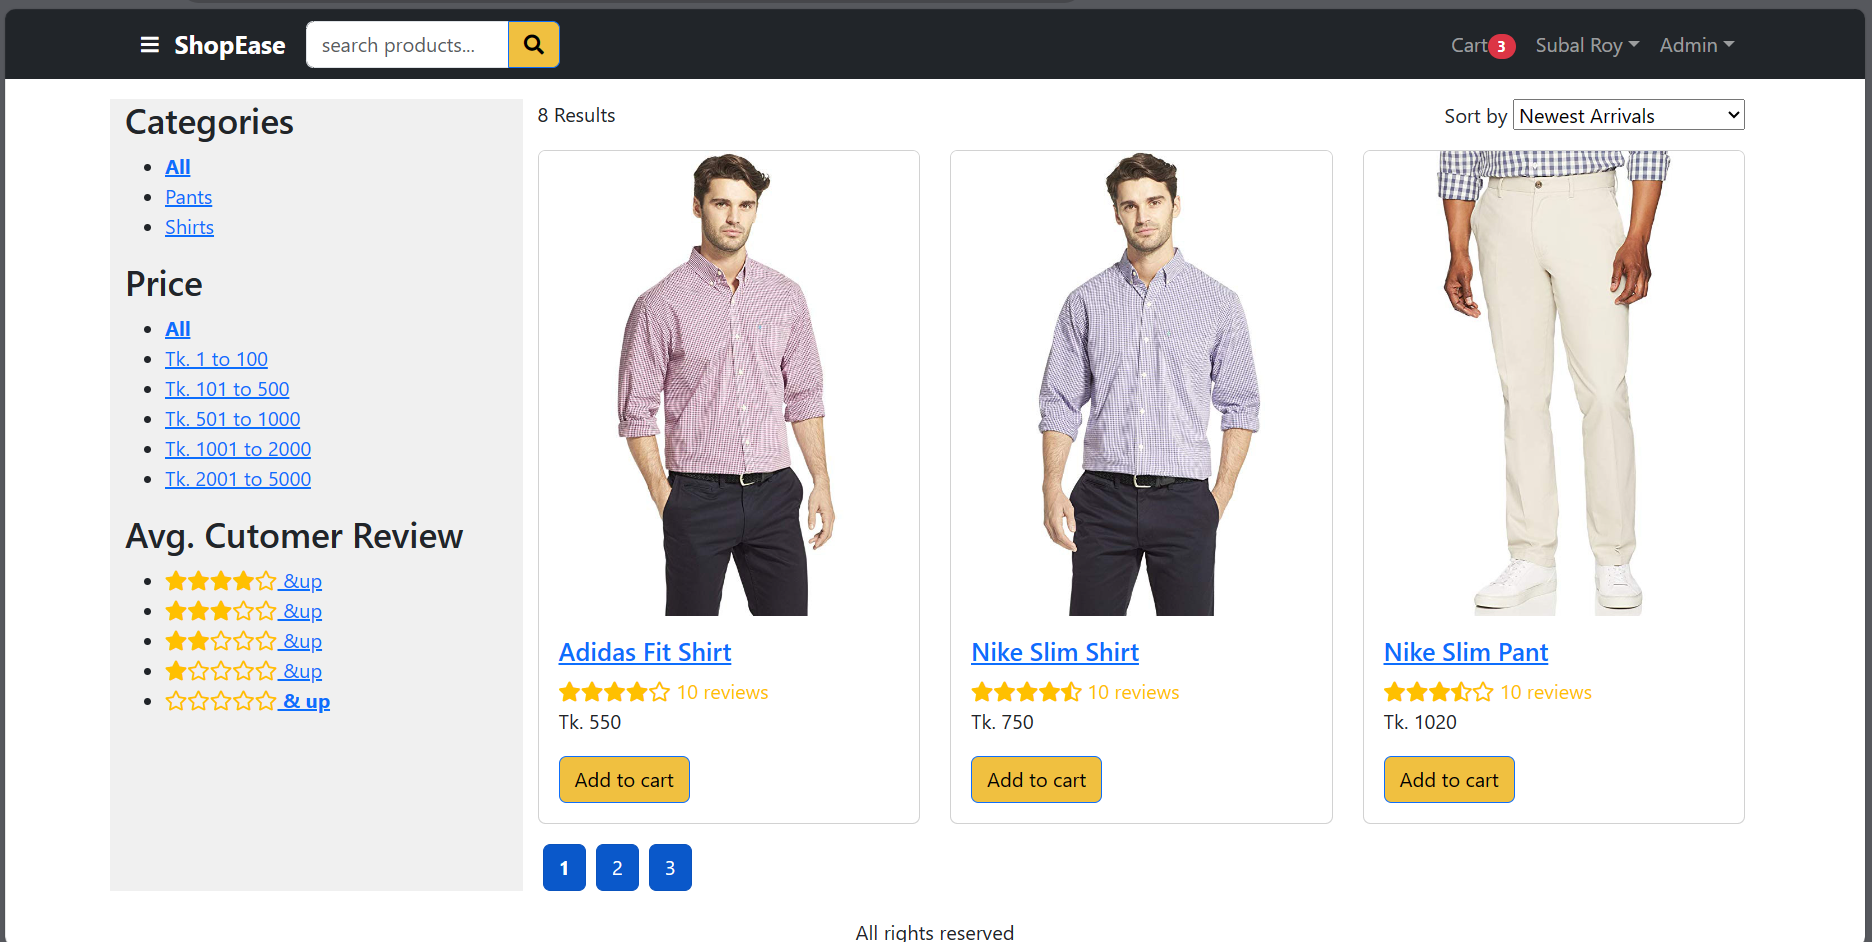 ShopEase
search products...
Cart 3
Subal Roy
Admin
Categories
All
Pants
Shirts
Price
All
Tk. 1 to 100
Tk. 101 to 500
Tk. 501 to 1000
Tk. 1001 to 2000
Tk. 2001 to 5000
Avg. Cutomer Review
&up
&up
&up
&up
& up
8 Results
Sort by Newest Arrivals
Adidas Fit Shirt
10 reviews
Tk. 550
Add to cart
Nike Slim Shirt
10 reviews
Tk. 750
Add to cart
Nike Slim Pant
10 reviews
Tk. 1020
Add to cart
1 2 3
All rights reserved